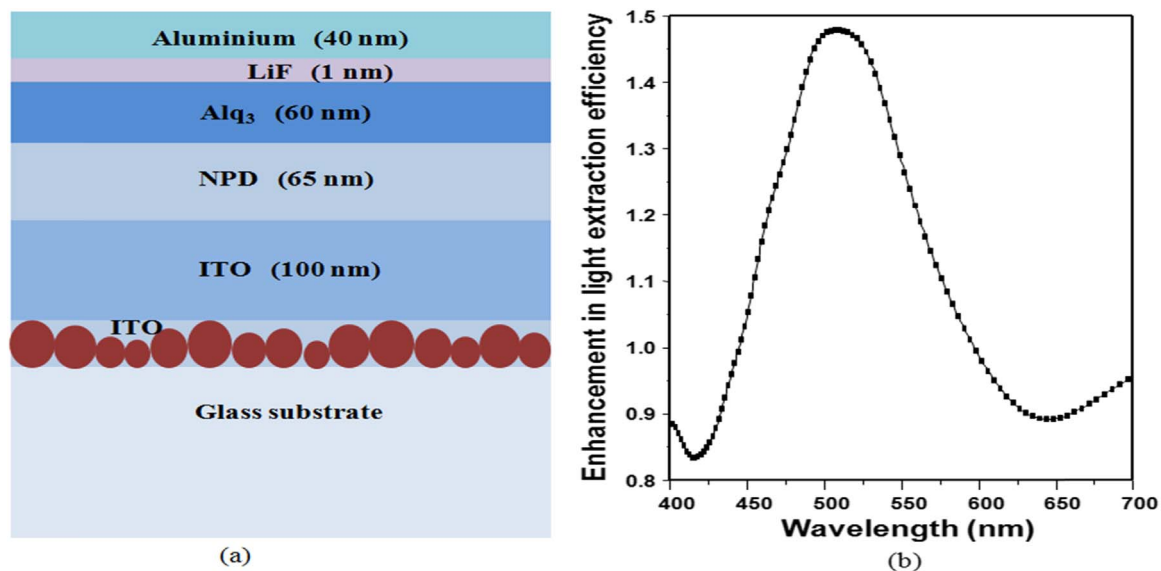 Aluminium (40 nm)
LiF (1 nm)
Alq₃ (60 nm)
NPD (65 nm)
ITO (100 nm)
ITO
Glass substrate
(a)
Enhancement in light extraction efficiency
1.5
1.4
1.3
1.2
1.1
1.0
0.9
0.8
400 450 500 550 600 650 700
Wavelength (nm)
(b)